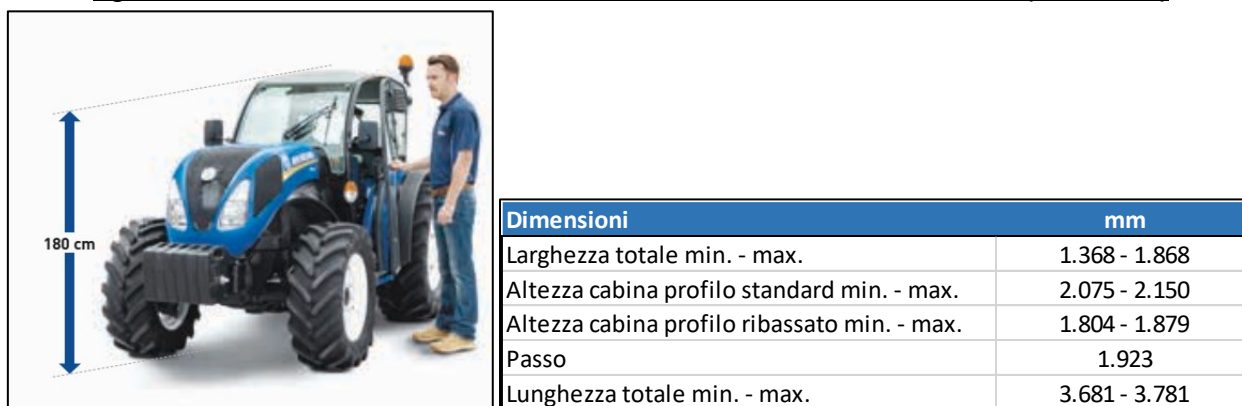 180 cm
Dimensioni mm
Larghezza totale min. - max. 1.368 - 1.868
Altezza cabina profilo standard min. - max. 2.075 - 2.150
Altezza cabina profilo ribassato min. - max. 1.804 - 1.879
Passo 1.923
Lunghezza totale min. - max. 3.681 - 3.781